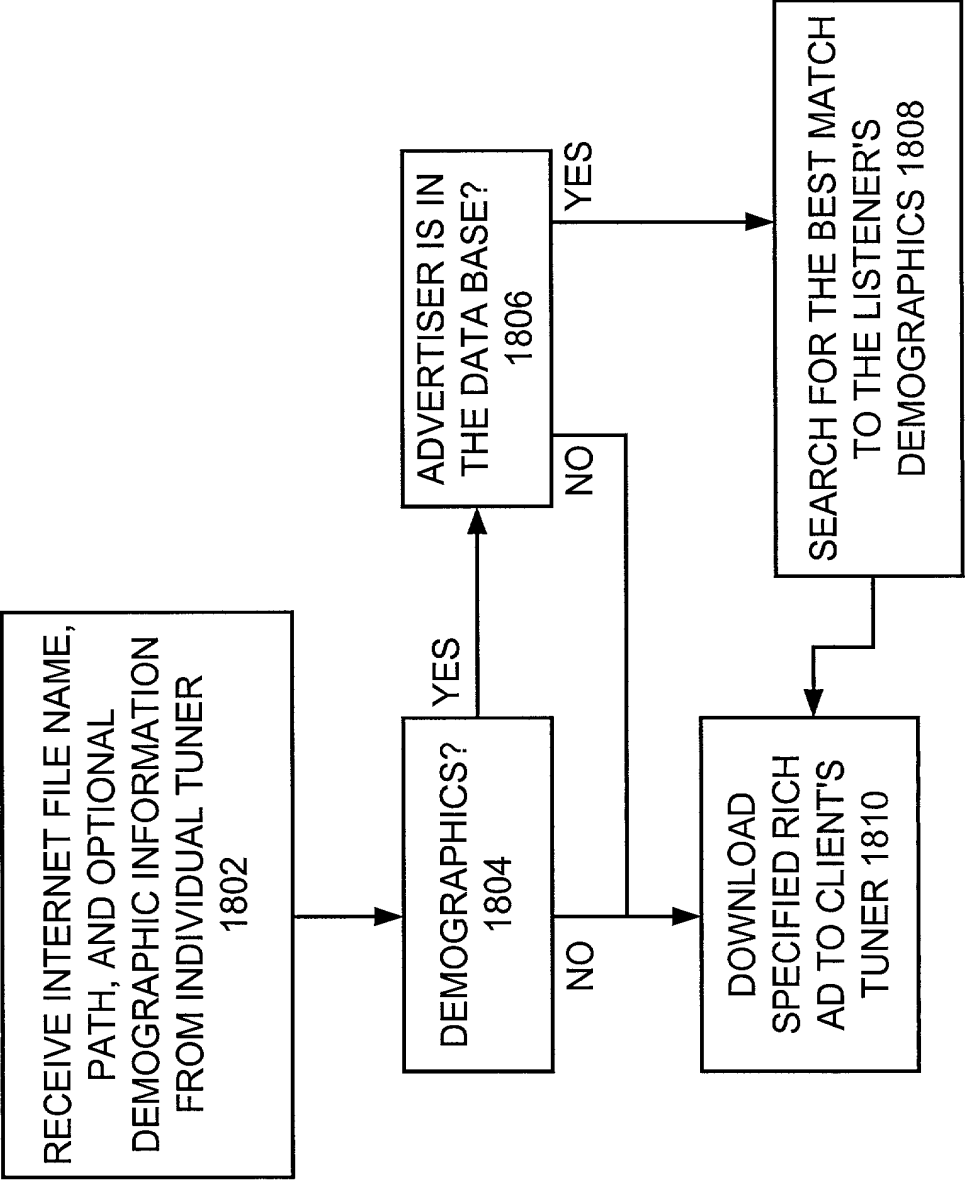 RECEIVE INTERNET FILE NAME,
PATH, AND OPTIONAL
DEMOGRAPHIC INFORMATION
FROM INDIVIDUAL TUNER
1802
DEMOGRAPHICS?
1804
YES
NO
ADVERTISER IS IN
THE DATA BASE?
1806
YES
NO
SEARCH FOR THE BEST MATCH
TO THE LISTENER'S
DEMOGRAPHICS 1808
DOWNLOAD
SPECIFIED RICH
AD TO CLIENT'S
TUNER 1810